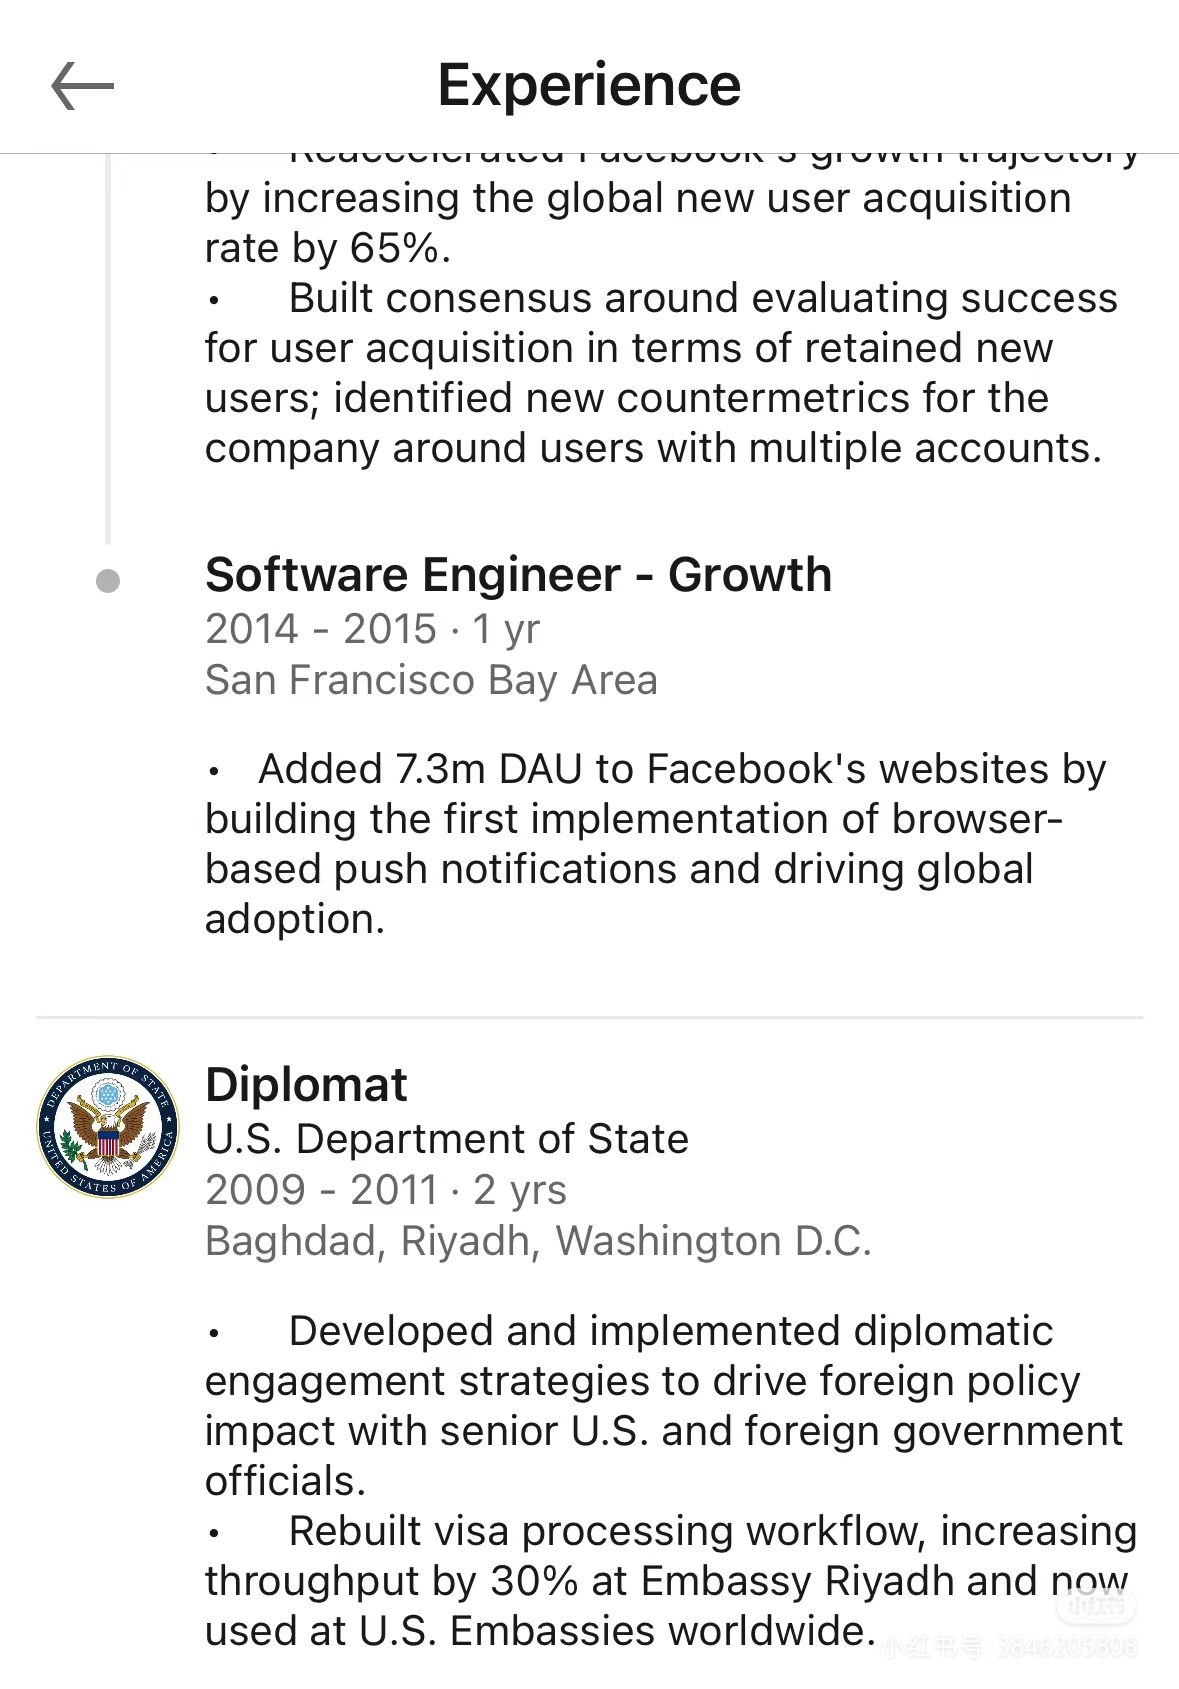 Experience
Reaccelerated Facebook's growth trajectory
by increasing the global new user acquisition
rate by 65%.
• Built consensus around evaluating success
for user acquisition in terms of retained new
users; identified new countermetrics for the
company around users with multiple accounts.
Software Engineer - Growth
2014 - 2015 · 1 yr
San Francisco Bay Area
• Added 7.3m DAU to Facebook's websites by
building the first implementation of browser-
based push notifications and driving global
adoption.
DEPARTMENT OF STATE
UNITED STATES OF AMERICA
Diplomat
U.S. Department of State
2009 - 2011 · 2 yrs
Baghdad, Riyadh, Washington D.C.
• Developed and implemented diplomatic
engagement strategies to drive foreign policy
impact with senior U.S. and foreign government
officials.
• Rebuilt visa processing workflow, increasing
throughput by 30% at Embassy Riyadh and now
used at U.S. Embassies worldwide.
小红书
小红书号: 3846205808